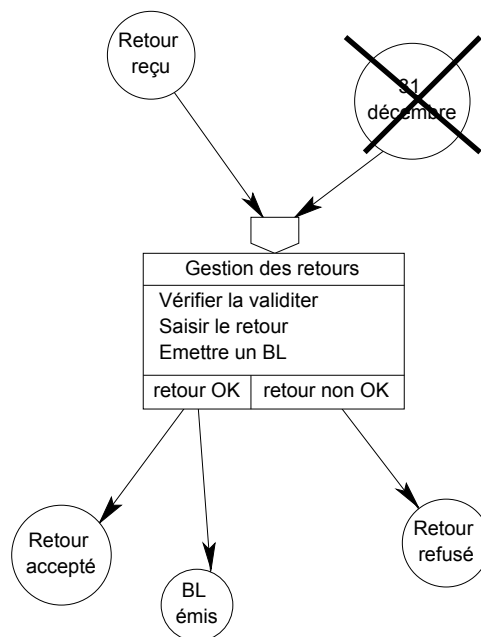 Retour
reçu
31
décembre
Gestion des retours
Vérifier la validiter
Saisir le retour
Emettre un BL
retour OK
retour non OK
Retour
accepté
BL
émis
Retour
refusé